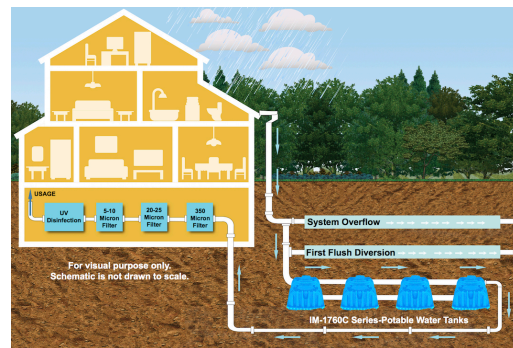 USAGE
UV
Disinfection
5-10
Micron
Filter
20-25
Micron
Filter
350
Micron
Filter
System Overflow
First Flush Diversion
For visual purpose only.
Schematic is not drawn to scale.
IM-1760C Series-Potable Water Tanks